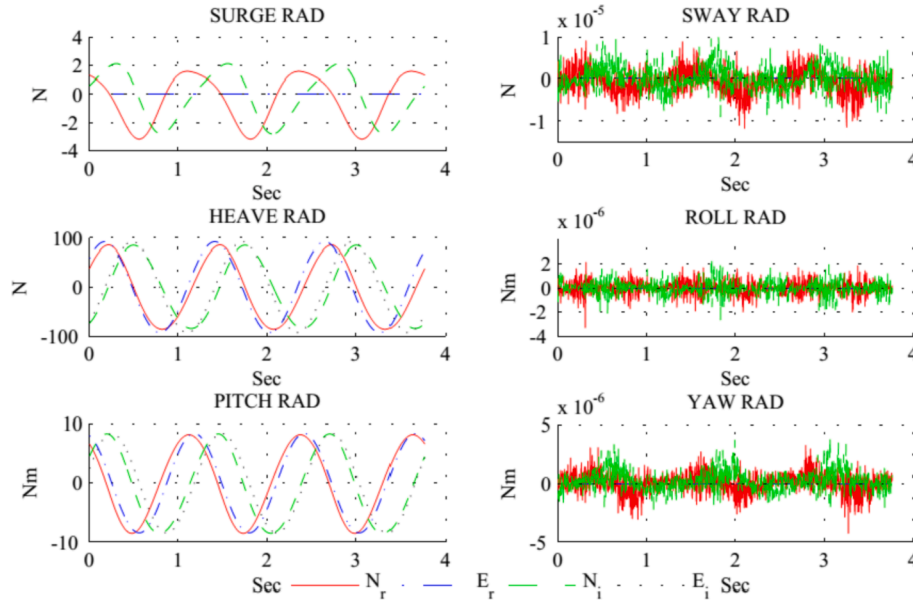 SURGE RAD
4
2
0
-2
-4
N
0 1 2 3 4
Sec
SWAY RAD
x 10^-5
1
0
-1
N
0 1 2 3 4
Sec
HEAVE RAD
100
0
-100
N
0 1 2 3 4
Sec
ROLL RAD
x 10^-6
2
0
-2
-4
Nm
0 1 2 3 4
Sec
PITCH RAD
10
0
-10
Nm
0 1 2 3 4
Sec
YAW RAD
x 10^-6
5
0
-5
Nm
0 1 2 3 4
Sec
N_r E_r N_i E_i